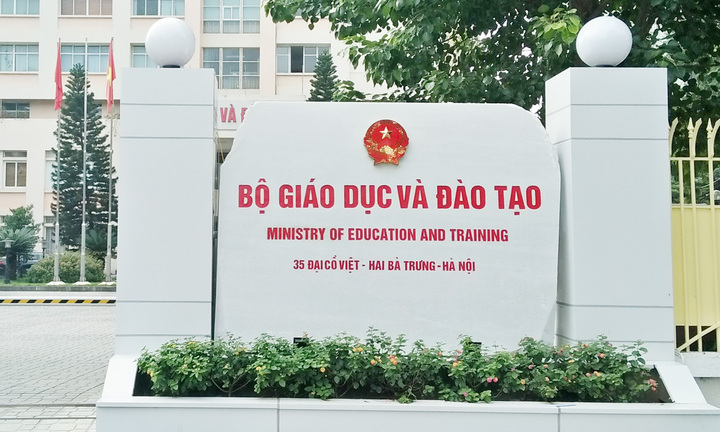 VÀ
BỘ GIÁO DỤC VÀ ĐÀO TẠO
MINISTRY OF EDUCATION AND TRAINING
35 ĐẠI CỒ VIỆT - HAI BÀ TRƯNG-HÀ NỘI